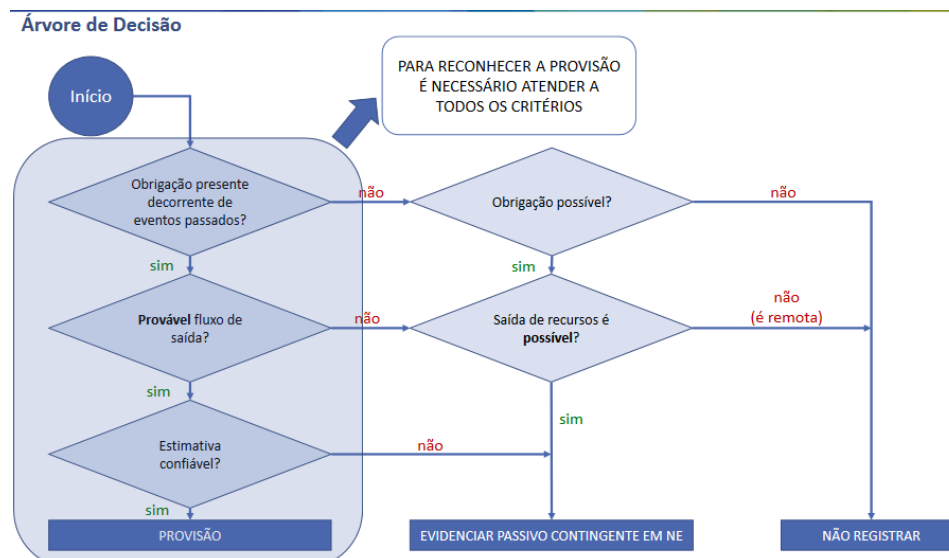 Árvore de Decisão
Início
PARA RECONHECER A PROVISÃO
É NECESSÁRIO ATENDER A
TODOS OS CRITÉRIOS
Obrigação presente
decorrente de
eventos passados?
não
Obrigação possível?
não
sim
sim
Provável fluxo de
saída?
não
Saída de recursos é
possível?
não
(é remota)
sim
sim
Estimativa
confiável?
não
sim
PROVISÃO
EVIDENCIAR PASSIVO CONTINGENTE EM NE
NÃO REGISTRAR